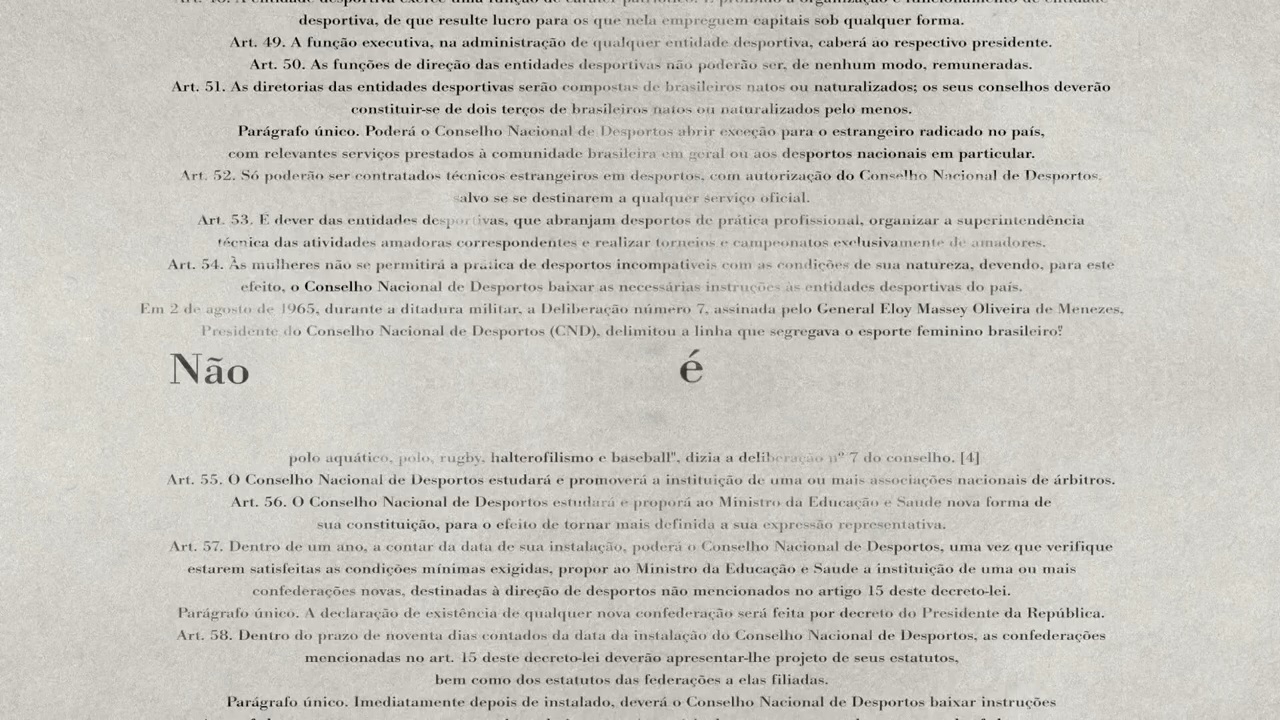 desportiva, de que resulte lucro para os que nela empreguem capitais sob qualquer forma.
Art. 49. A função executiva, na administração de qualquer entidade desportiva, caberá ao respectivo presidente.
Art. 50. As funções de direção das entidades desportivas não poderão ser, de nenhum modo, remuneradas.
Art. 51. As diretorias das entidades desportivas serão compostas de brasileiros natos ou naturalizados; os seus conselhos deverão
constituir-se de dois terços de brasileiros natos ou naturalizados pelo menos.
Parágrafo único. Poderá o Conselho Nacional de Desportos abrir exceção para o estrangeiro radicado no país,
com relevantes serviços prestados à comunidade brasileira em geral ou aos desportos nacionais em particular.
Art. 52. Só poderão ser contratados técnicos estrangeiros em desportos, com autorização do Conselho Nacional de Desportos,
salvo se se destinarem a qualquer serviço oficial.
Art. 53. É dever das entidades desportivas, que abranjam desportos de prática profissional, organizar a superintendência
técnica das atividades amadoras correspondentes e realizar torneios e campeonatos exclusivamente de amadores.
Art. 54. Às mulheres não se permitirá a prática de desportos incompatíveis com as condições de sua natureza, devendo, para este
efeito, o Conselho Nacional de Desportos baixar as necessárias instruções às entidades desportivas do país.
Em 2 de agosto de 1965, durante a ditadura militar, a Deliberação número 7, assinada pelo General Eloy Massey Oliveira de Menezes,
Presidente do Conselho Nacional de Desportos (CND), delimitou a linha que segregava o esporte feminino brasileiro:
Não é
polo aquático, polo, rugby, halterofilismo e baseball", dizia a deliberação nº 7 do conselho. [4]
Art. 55. O Conselho Nacional de Desportos estudará e promoverá a instituição de uma ou mais associações nacionais de árbitros.
Art. 56. O Conselho Nacional de Desportos estudará e proporá ao Ministro da Educação e Saude nova forma de
sua constituição, para o efeito de tornar mais definida a sua expressão representativa.
Art. 57. Dentro de um ano, a contar da data de sua instalação, poderá o Conselho Nacional de Desportos, uma vez que verifique
estarem satisfeitas as condições mínimas exigidas, propor ao Ministro da Educação e Saude a instituição de uma ou mais
confederações novas, destinadas à direção de desportos não mencionados no artigo 15 deste decreto-lei.
Parágrafo único. A declaração de existência de qualquer nova confederação será feita por decreto do Presidente da República.
Art. 58. Dentro do prazo de noventa dias contados da data da instalação do Conselho Nacional de Desportos, as confederações
mencionadas no art. 15 deste decreto-lei deverão apresentar-lhe projeto de seus estatutos,
bem como dos estatutos das federações a elas filiadas.
Parágrafo único. Imediatamente depois de instalado, deverá o Conselho Nacional de Desportos baixar instruções